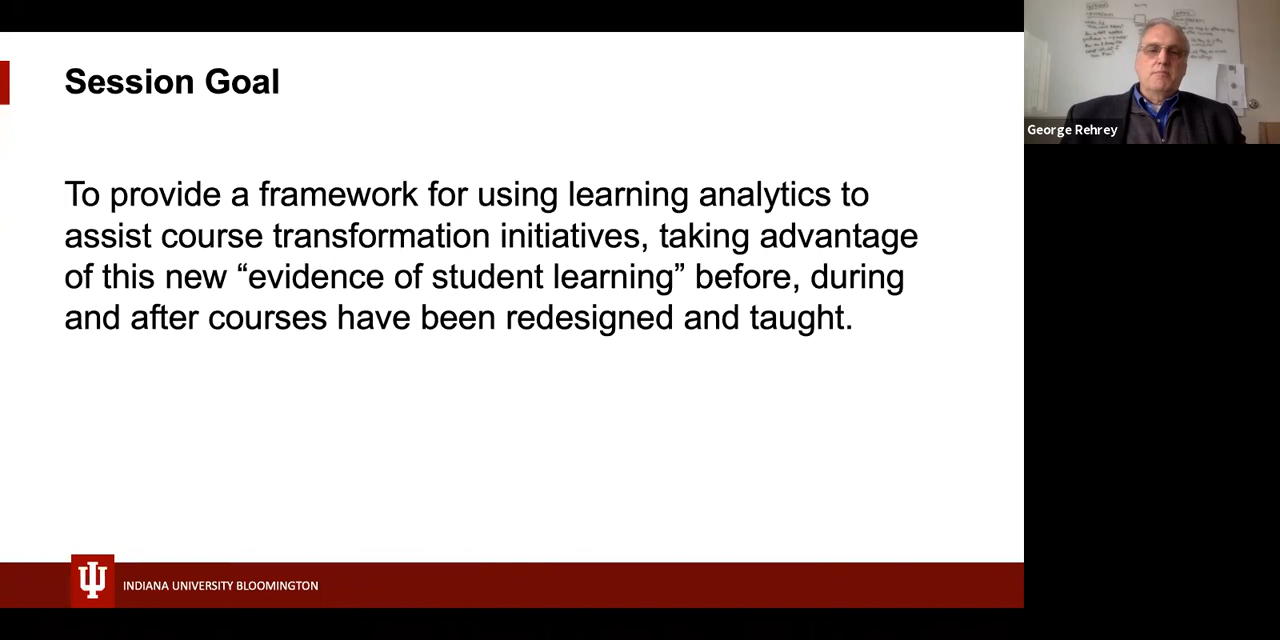 Session Goal
To provide a framework for using learning analytics to
assist course transformation initiatives, taking advantage
of this new “evidence of student learning” before, during
and after courses have been redesigned and taught.
INDIANA UNIVERSITY BLOOMINGTON
George Rehrey